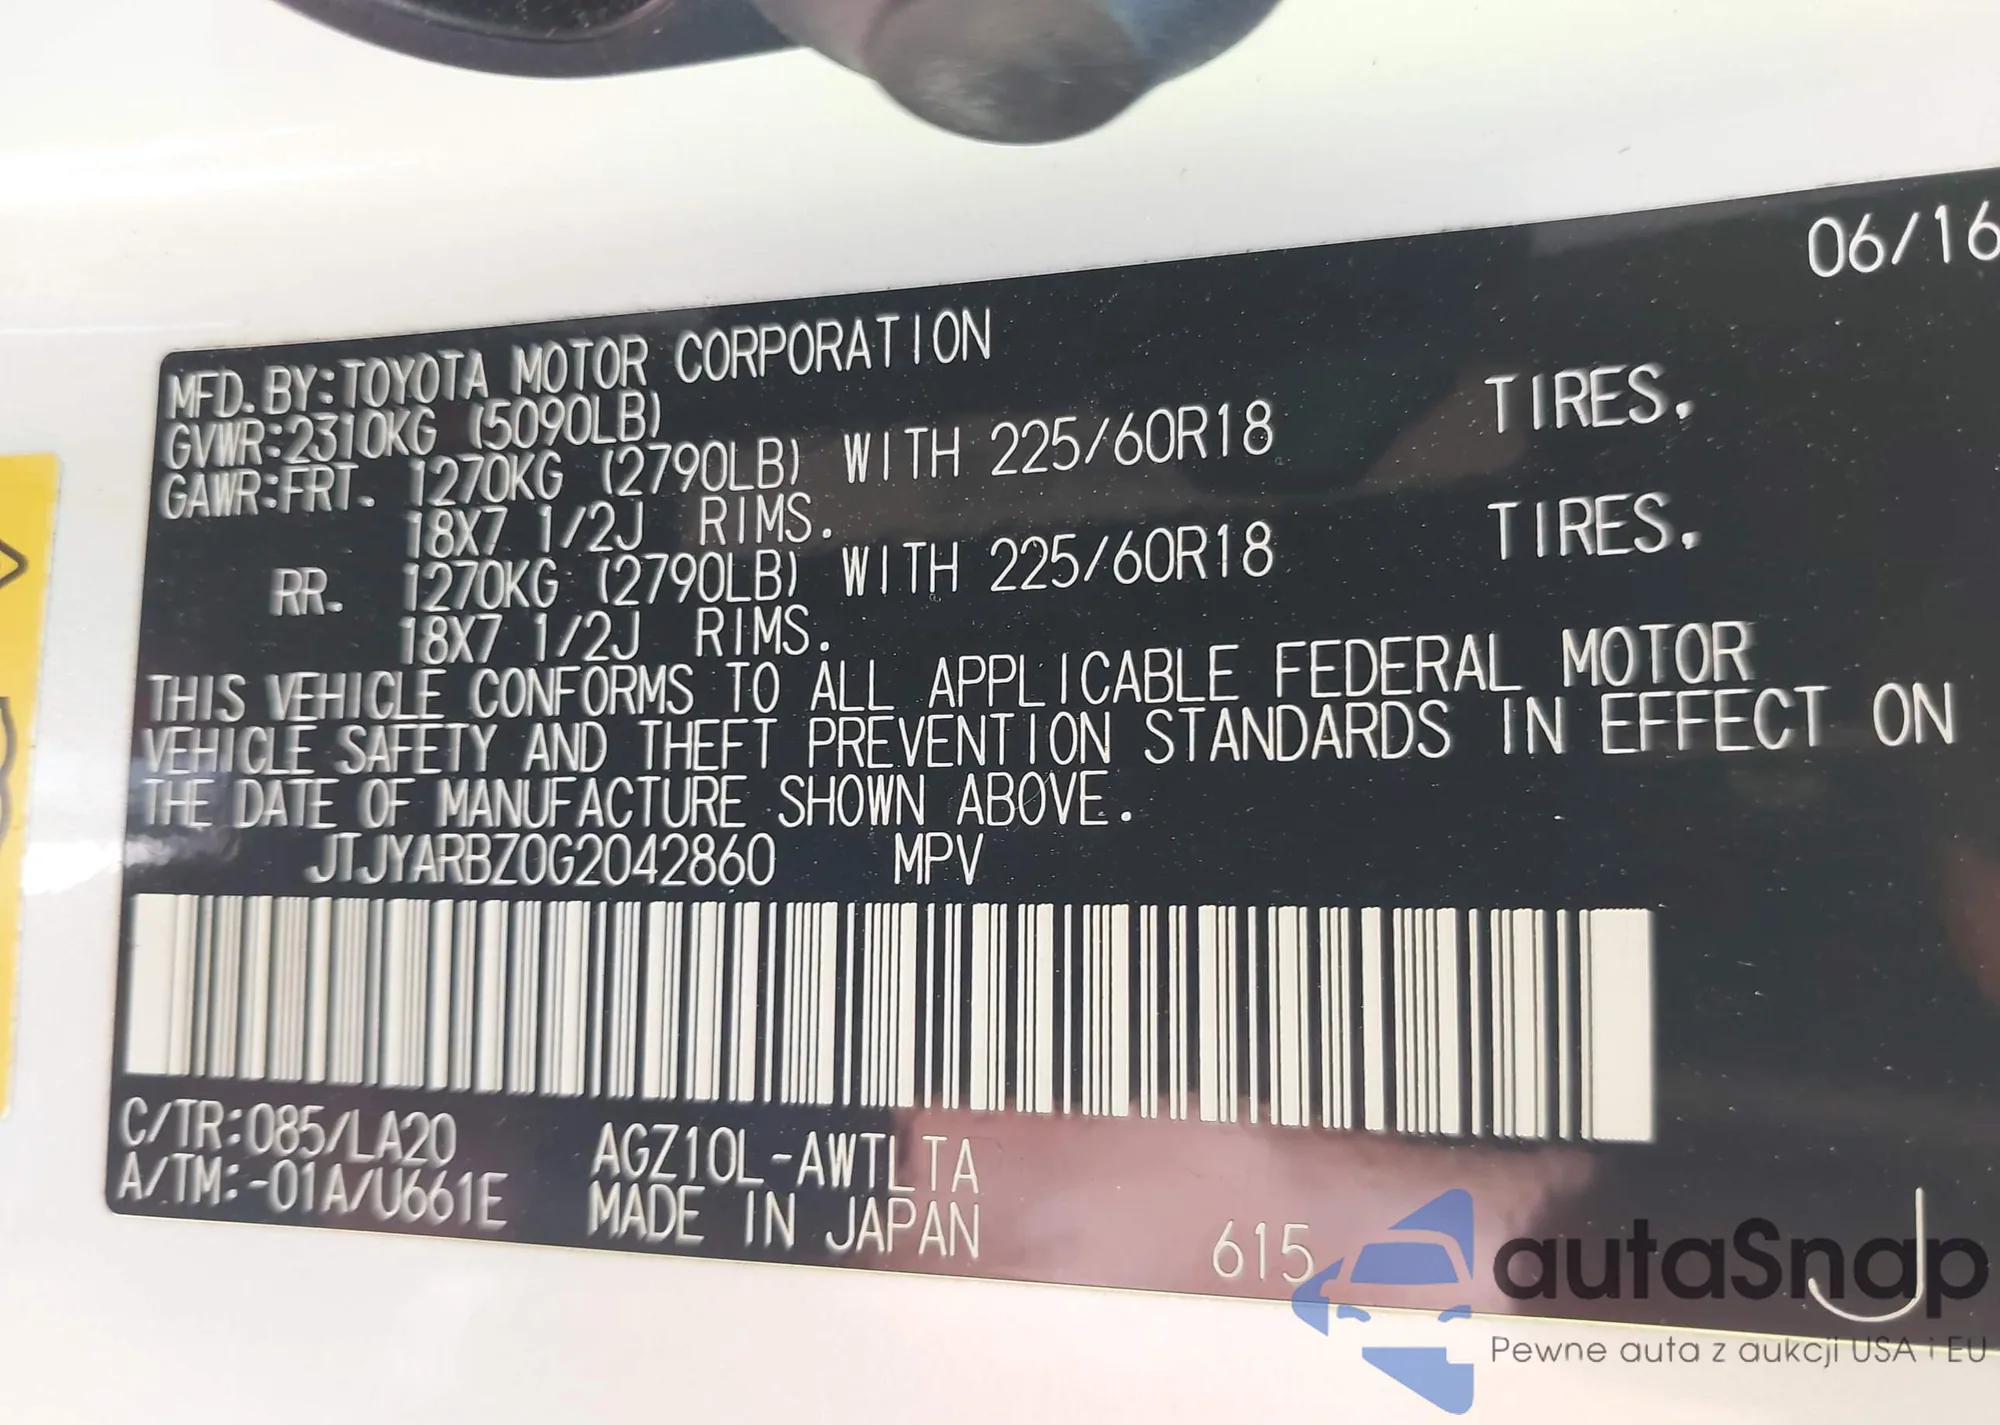 06/16
MFD. BY:TOYOTA MOTOR CORPORATION
GVWR:2310KG (5090LB)
GAWR:FRT. 1270KG (2790LB) WITH 225/60R18 TIRES,
18X7 1/2J RIMS.
RR. 1270KG (2790LB) WITH 225/60R18 TIRES,
18X7 1/2J RIMS.
THIS VEHICLE CONFORMS TO ALL APPLICABLE FEDERAL MOTOR
VEHICLE SAFETY AND THEFT PREVENTION STANDARDS IN EFFECT ON
THE DATE OF MANUFACTURE SHOWN ABOVE.
JTJYARBZ0G2042860 MPV
C/TR:085/LA20 AGZ10L-AWTLTA
A/TM:-01A/U661E MADE IN JAPAN
615 J
autaSnap
Pewne auta z aukcji USA i EU